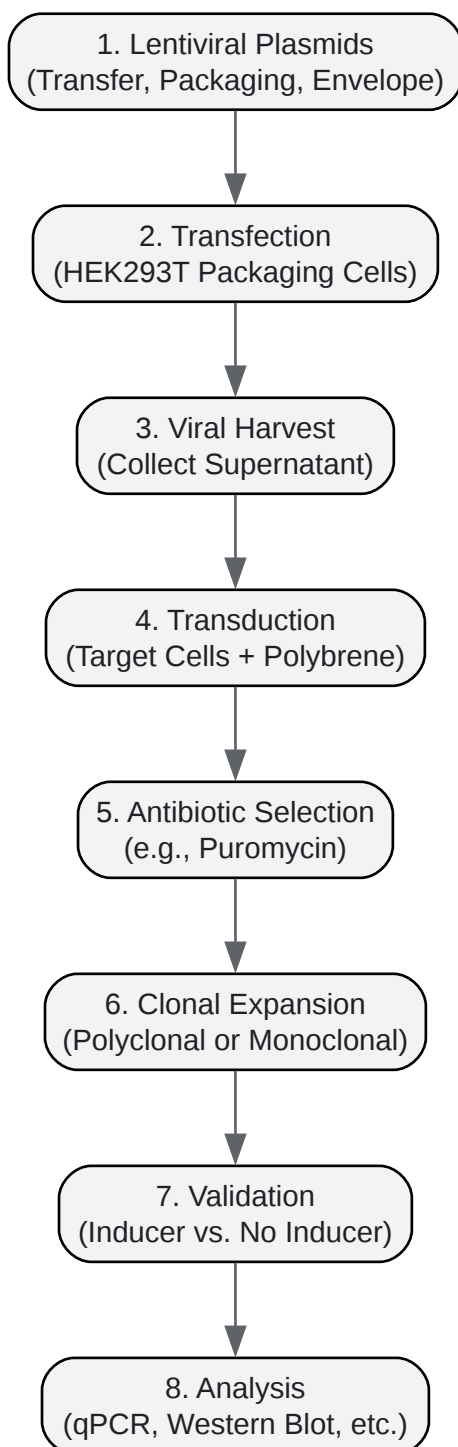 1. Lentiviral Plasmids
(Transfer, Packaging, Envelope)
2. Transfection
(HEK293T Packaging Cells)
3. Viral Harvest
(Collect Supernatant)
4. Transduction
(Target Cells + Polybrene)
5. Antibiotic Selection
(e.g., Puromycin)
6. Clonal Expansion
(Polyclonal or Monoclonal)
7. Validation
(Inducer vs. No Inducer)
8. Analysis
(qPCR, Western Blot, etc.)